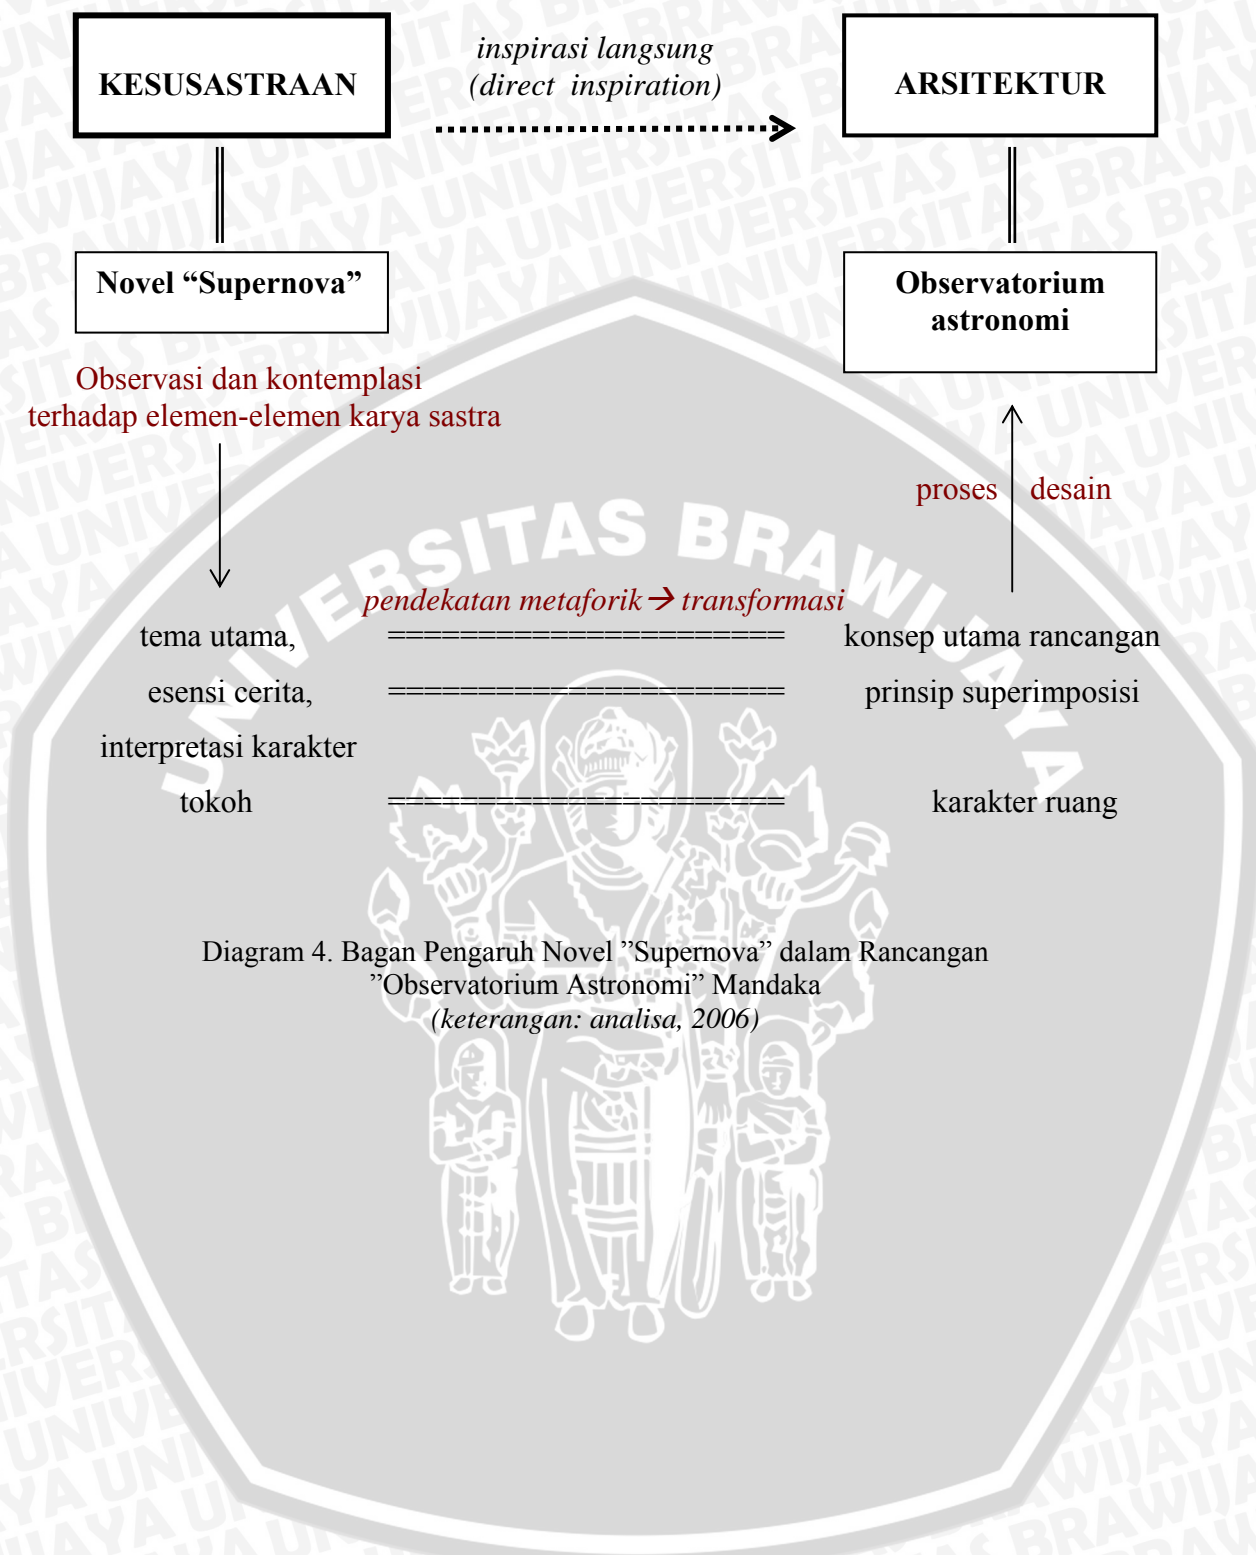 KESUSASTRAAN
inspirasi langsung
(direct inspiration)
ARSITEKTUR
Novel “Supernova”
Observatorium
astronomi
Observasi dan kontemplasi
terhadap elemen-elemen karya sastra
proses desain
pendekatan metaforik→ transformasi
tema utama, ====================== konsep utama rancangan
esensi cerita, ====================== prinsip superimposisi
interpretasi karakter
tokoh ====================== karakter ruang
UNIVERSITAS BRAWIJAYA
Diagram 4. Bagan Pengaruh Novel ”Supernova” dalam Rancangan
”Observatorium Astronomi” Mandaka
(keterangan: analisa, 2006)